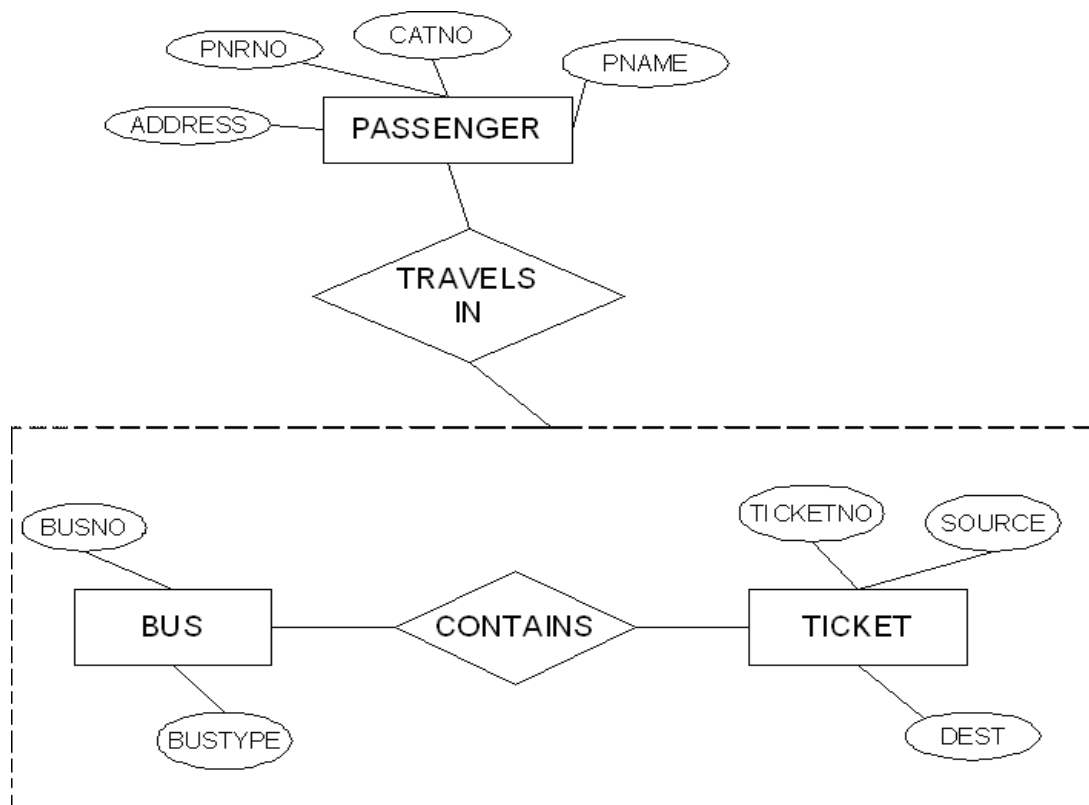 CATNO
PNRNO
PNAME
ADDRESS
PASSENGER
TRAVELS
IN
TICKETNO
SOURCE
BUSNO
BUS
CONTAINS
TICKET
BUSTYPE
DEST